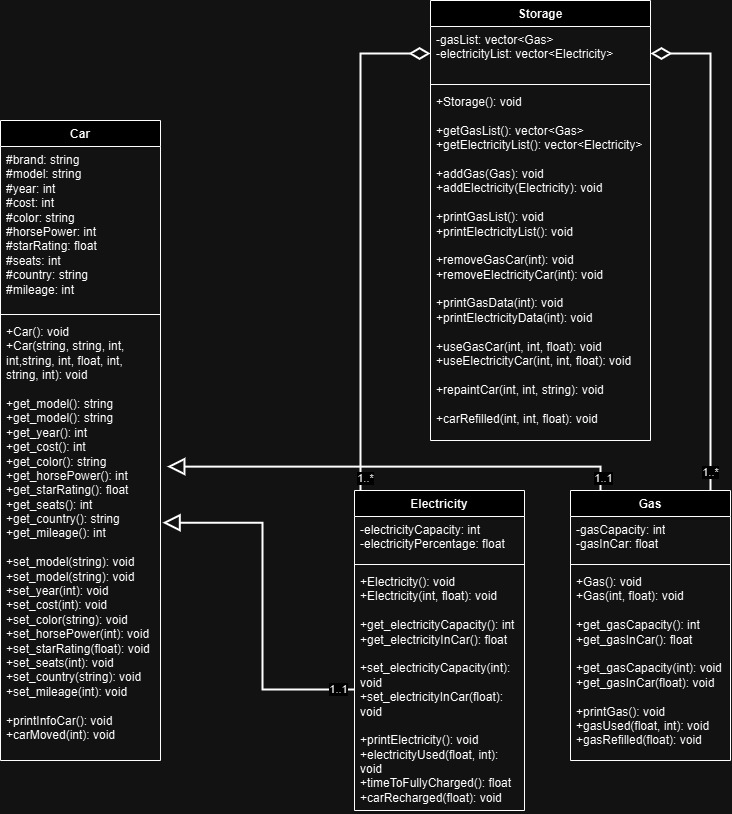 Storage
-gasList: vector<Gas>
-electricityList: vector<Electricity>
+Storage(): void
+getGasList(): vector<Gas>
+getElectricityList(): vector<Electricity>
+addGas(Gas): void
+addElectricity(Electricity): void
+printGasList(): void
+printElectricityList(): void
+removeGasCar(int): void
+removeElectricityCar(int): void
+printGasData(int): void
+printElectricityData(int): void
+useGasCar(int, int, float): void
+useElectricityCar(int, int, float): void
+repaintCar(int, int, string): void
+carRefilled(int, int, float): void
Car
#brand: string
#model: string
#year: int
#cost: int
#color: string
#horsePower: int
#starRating: float
#seats: int
#country: string
#mileage: int
+Car(): void
+Car(string, string, int,
int,string, int, float, int,
string, int): void
+get_model(): string
+get_model(): string
+get_year(): int
+get_cost(): int
+get_color(): string
+get_horsePower(): int
+get_starRating(): float
+get_seats(): int
+get_country(): string
+get_mileage(): int
+set_model(string): void
+set_model(string): void
+set_year(int): void
+set_cost(int): void
+set_color(string): void
+set_horsePower(int): void
+set_starRating(float): void
+set_seats(int): void
+set_country(string): void
+set_mileage(int): void
+printInfoCar(): void
+carMoved(int): void
1..*
1..1
1..*
1..1
Electricity
-electricityCapacity: int
-electricityPercentage: float
+Electricity(): void
+Electricity(int, float): void
+get_electricityCapacity(): int
+get_electricityInCar(): float
+set_electricityCapacity(int):
void
+set_electricityInCar(float):
void
+printElectricity(): void
+electricityUsed(float, int):
void
+timeToFullyCharged(): float
+carRecharged(float): void
Gas
-gasCapacity: int
-gasInCar: float
+Gas(): void
+Gas(int, float): void
+get_gasCapacity(): int
+get_gasInCar(): float
+get_gasCapacity(int): void
+get_gasInCar(float): void
+printGas(): void
+gasUsed(float, int): void
+gasRefilled(float): void